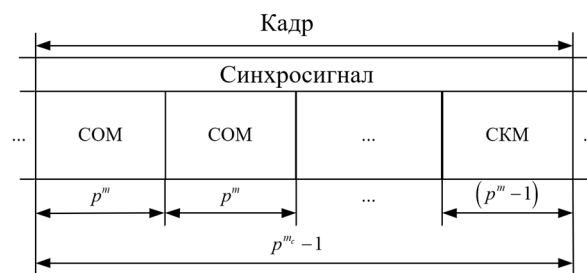 Кадр
Синхросигнал
... СОМ СОМ ... СКМ .
p^m p^m ... (p^m −1)
p^{m_c} −1